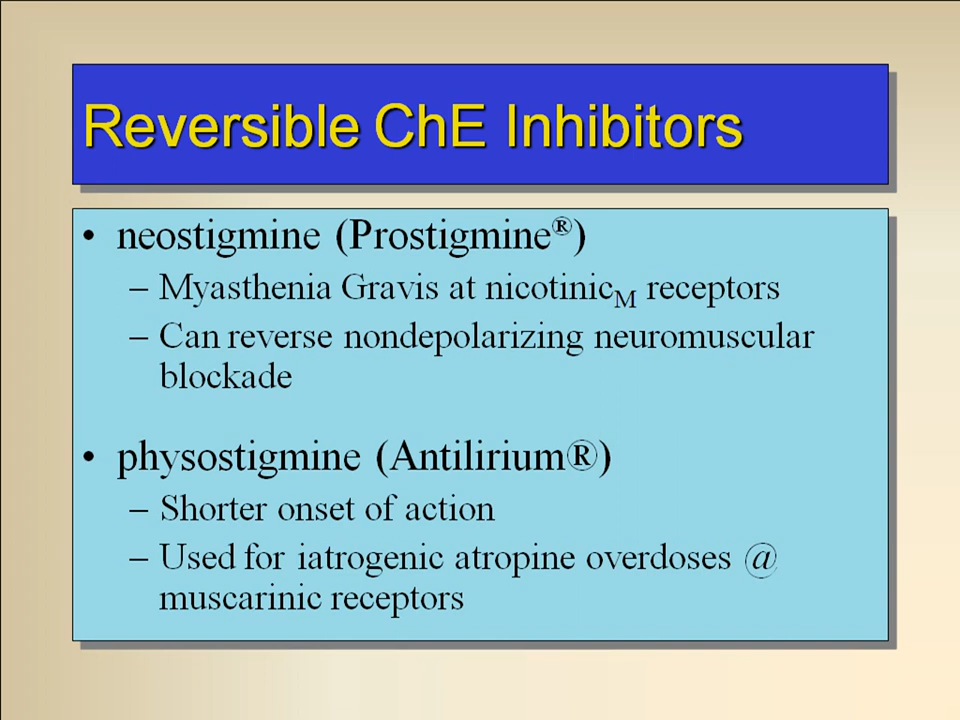 Reversible ChE Inhibitors
• neostigmine (Prostigmine®)
– Myasthenia Gravis at nicotinicM receptors
– Can reverse nondepolarizing neuromuscular
blockade
• physostigmine (Antilirium®)
– Shorter onset of action
– Used for iatrogenic atropine overdoses @
muscarinic receptors